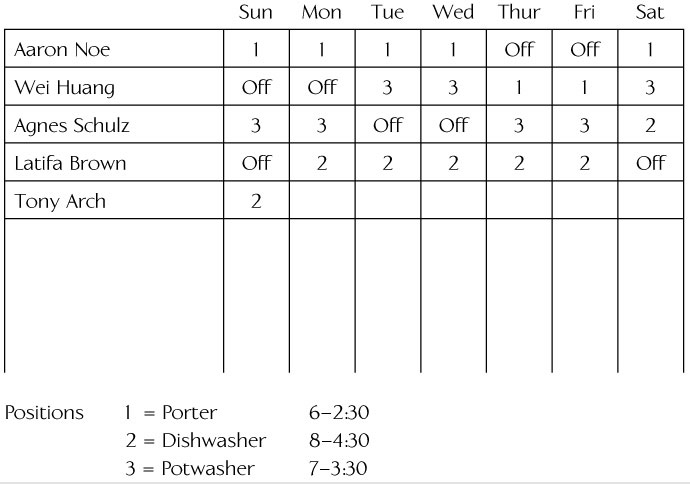 Sun Mon Tue Wed Thur Fri Sat
Aaron Noe 1 1 1 1 Off Off 1
Wei Huang Off Off 3 3 1 1 3
Agnes Schulz 3 3 Off Off 3 3 2
Latifa Brown Off 2 2 2 2 2 Off
Tony Arch 2
Positions 1 = Porter 6–2:30
2 = Dishwasher 8–4:30
3 = Potwasher 7–3:30